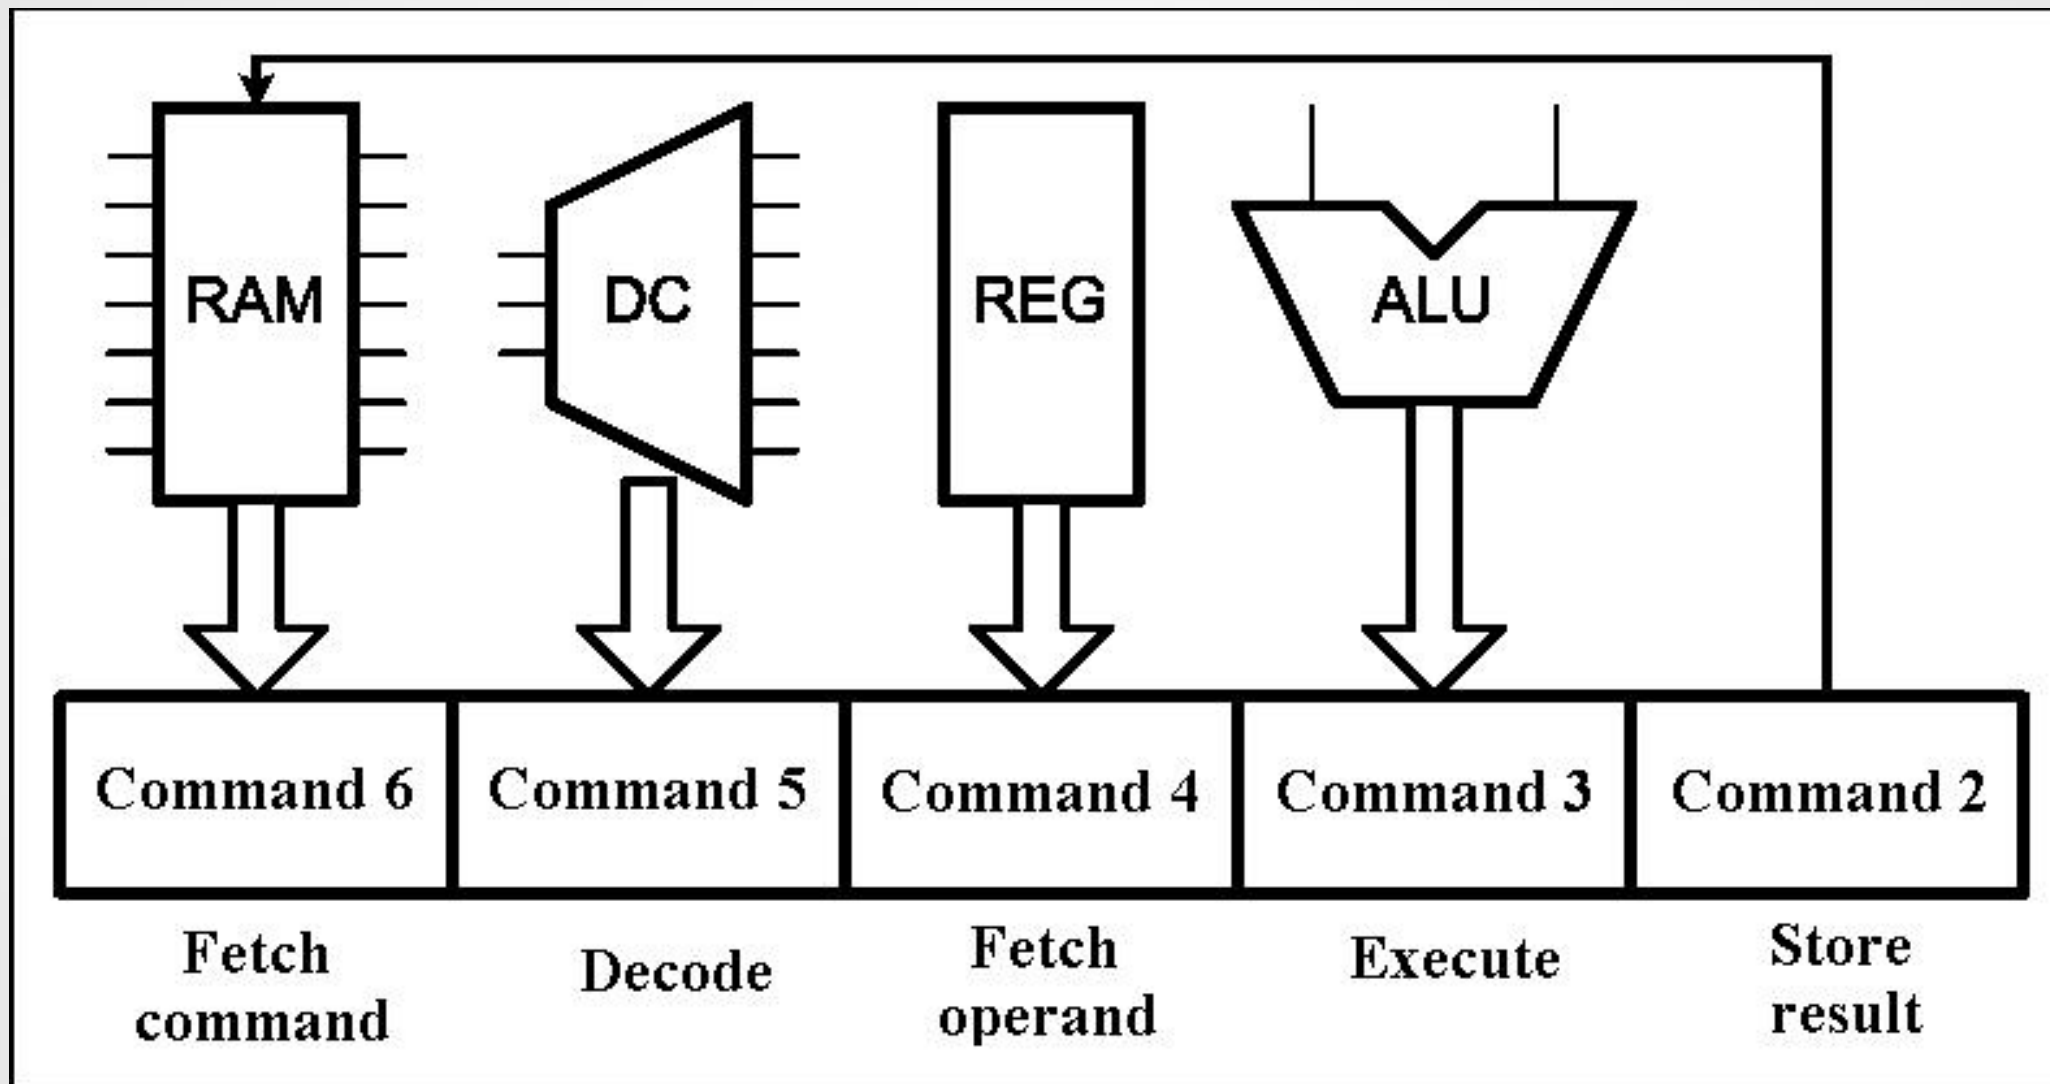 RAM
DC
REG
ALU
Command 6
Command 5
Command 4
Command 3
Command 2
Fetch
command
Decode
Fetch
operand
Execute
Store
result